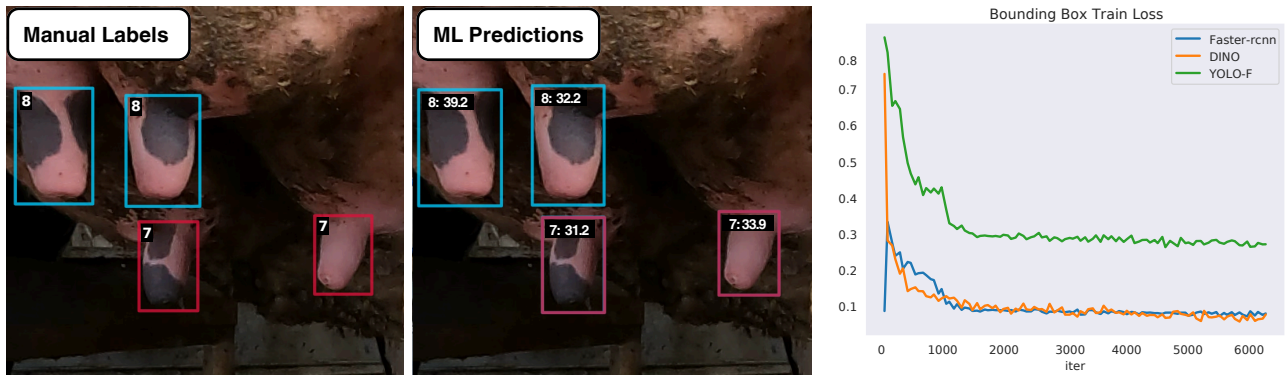 Manual Labels
8
8
7
7
ML Predictions
8: 39.2
8: 32.2
7: 31.2
7: 33.9
Bounding Box Train Loss
Faster-rcnn
DINO
YOLO-F
0.8
0.7
0.6
0.5
0.4
0.3
0.2
0.1
0 1000 2000 3000 4000 5000 6000
iter